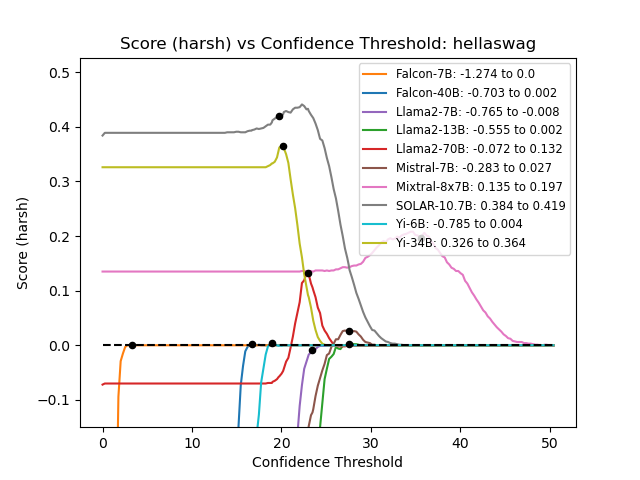 Score (harsh) vs Confidence Threshold: hellaswag
Score (harsh)
0.5
0.4
0.3
0.2
0.1
0.0
−0.1
Falcon-7B: -1.274 to 0.0
Falcon-40B: -0.703 to 0.002
Llama2-7B: -0.765 to -0.008
Llama2-13B: -0.555 to 0.002
Llama2-70B: -0.072 to 0.132
Mistral-7B: -0.283 to 0.027
Mixtral-8x7B: 0.135 to 0.197
SOLAR-10.7B: 0.384 to 0.419
Yi-6B: -0.785 to 0.004
Yi-34B: 0.326 to 0.364
0 10 20 30 40 50
Confidence Threshold